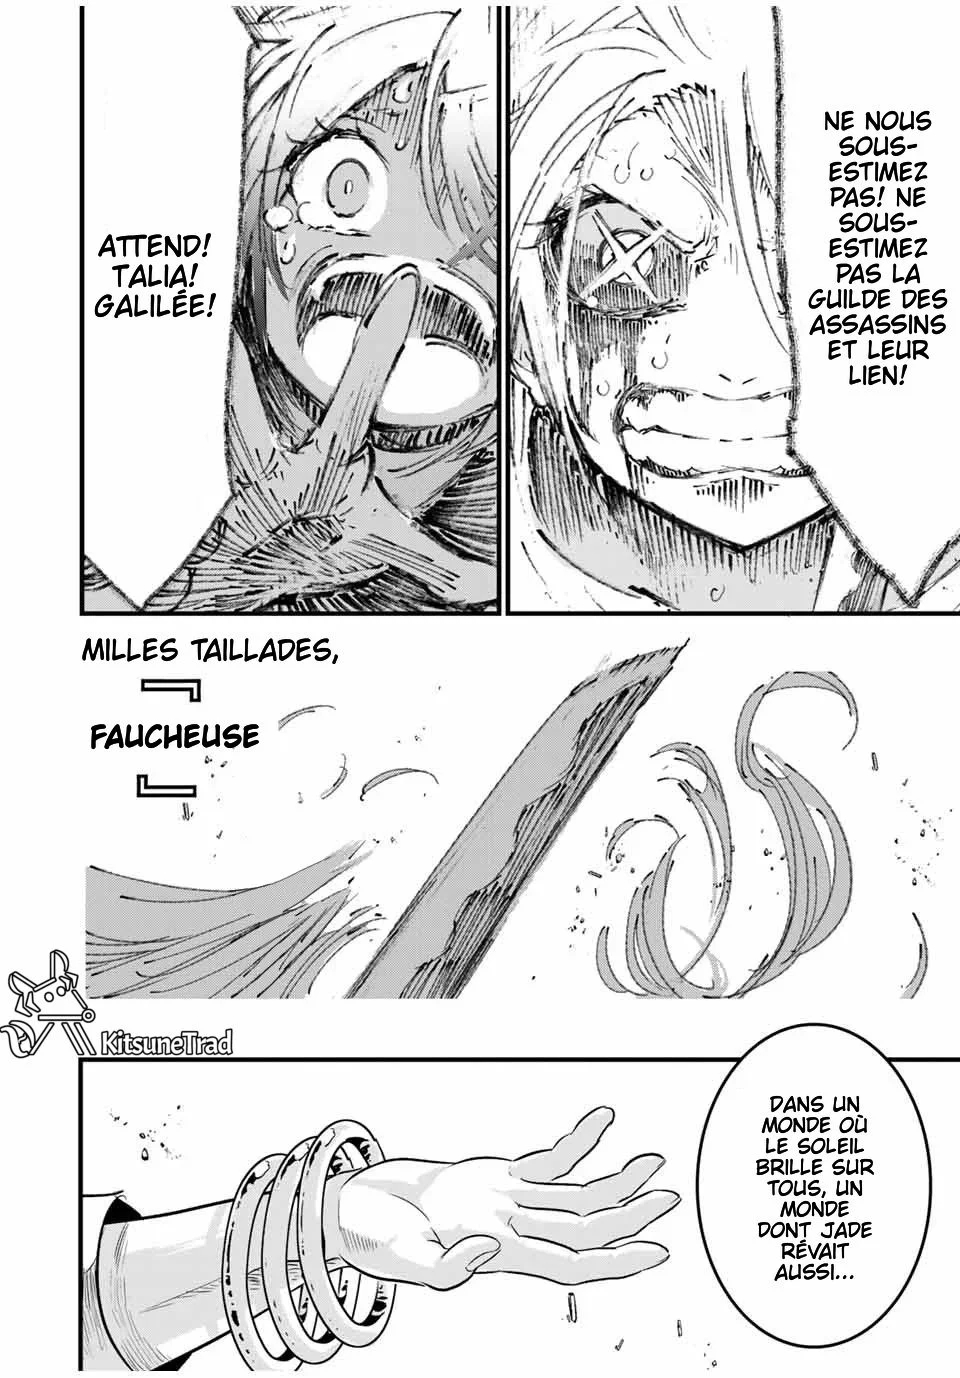 NE NOUS
SOUS-
ESTIMEZ
PAS! NE
SOUS-
ESTIMEZ
PAS LA
GUILDE DES
ASSASSINS
ET LEUR
LIEN!
ATTEND!
TALIA!
GALILÉE!
MILLES TAILLADES,
FAUCHEUSE
KitsuneTrad
DANS UN
MONDE OÙ
LE SOLEIL
BRILLE SUR
TOUS, UN
MONDE
DONT JADE
RÉVAIT
AUSSI...